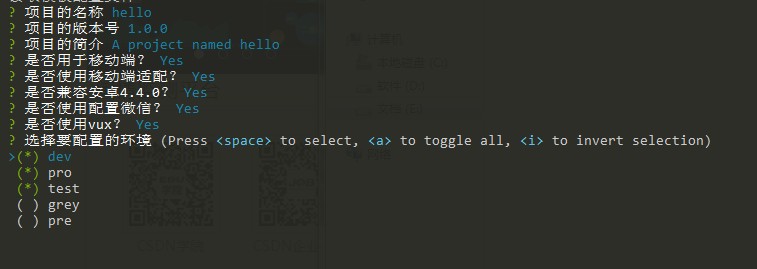 ? 项目的名称 hello
? 项目的版本号 1.0.0
? 项目的简介 A project named hello
? 是否用于移动端? Yes
? 是否使用移动端适配? Yes
? 是否兼容安卓4.4.0? Yes
? 是否使用配置微信? Yes
? 是否使用vux? Yes
? 选择要配置的环境 (Press <space> to select, <a> to toggle all, <i> to invert selection)
>(*) dev
(*) pro
(*) test
( ) grey
( ) pre